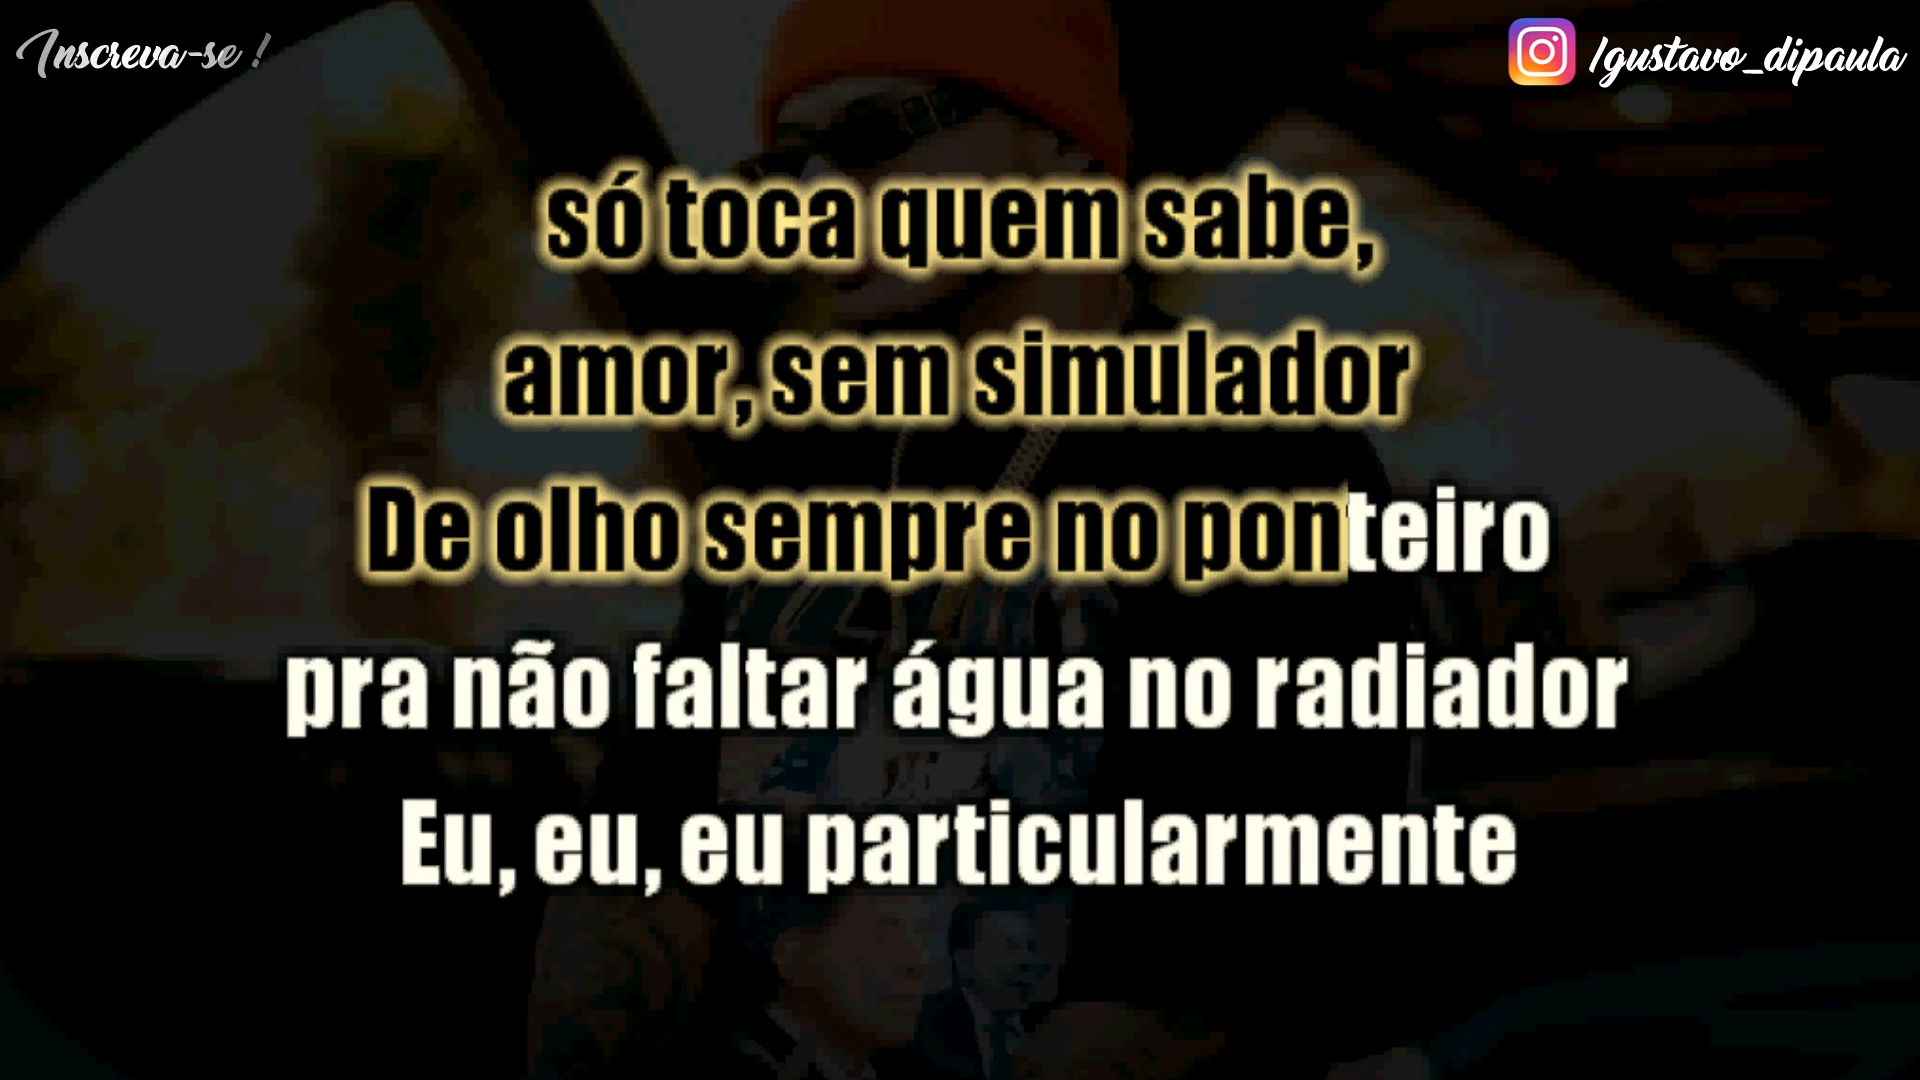 Inscreva-se !
/gustavo_dipaula
só toca quem sabe,
amor, sem simulador
De olho sempre no ponteiro
pra não faltar água no radiador
Eu, eu, eu particularmente